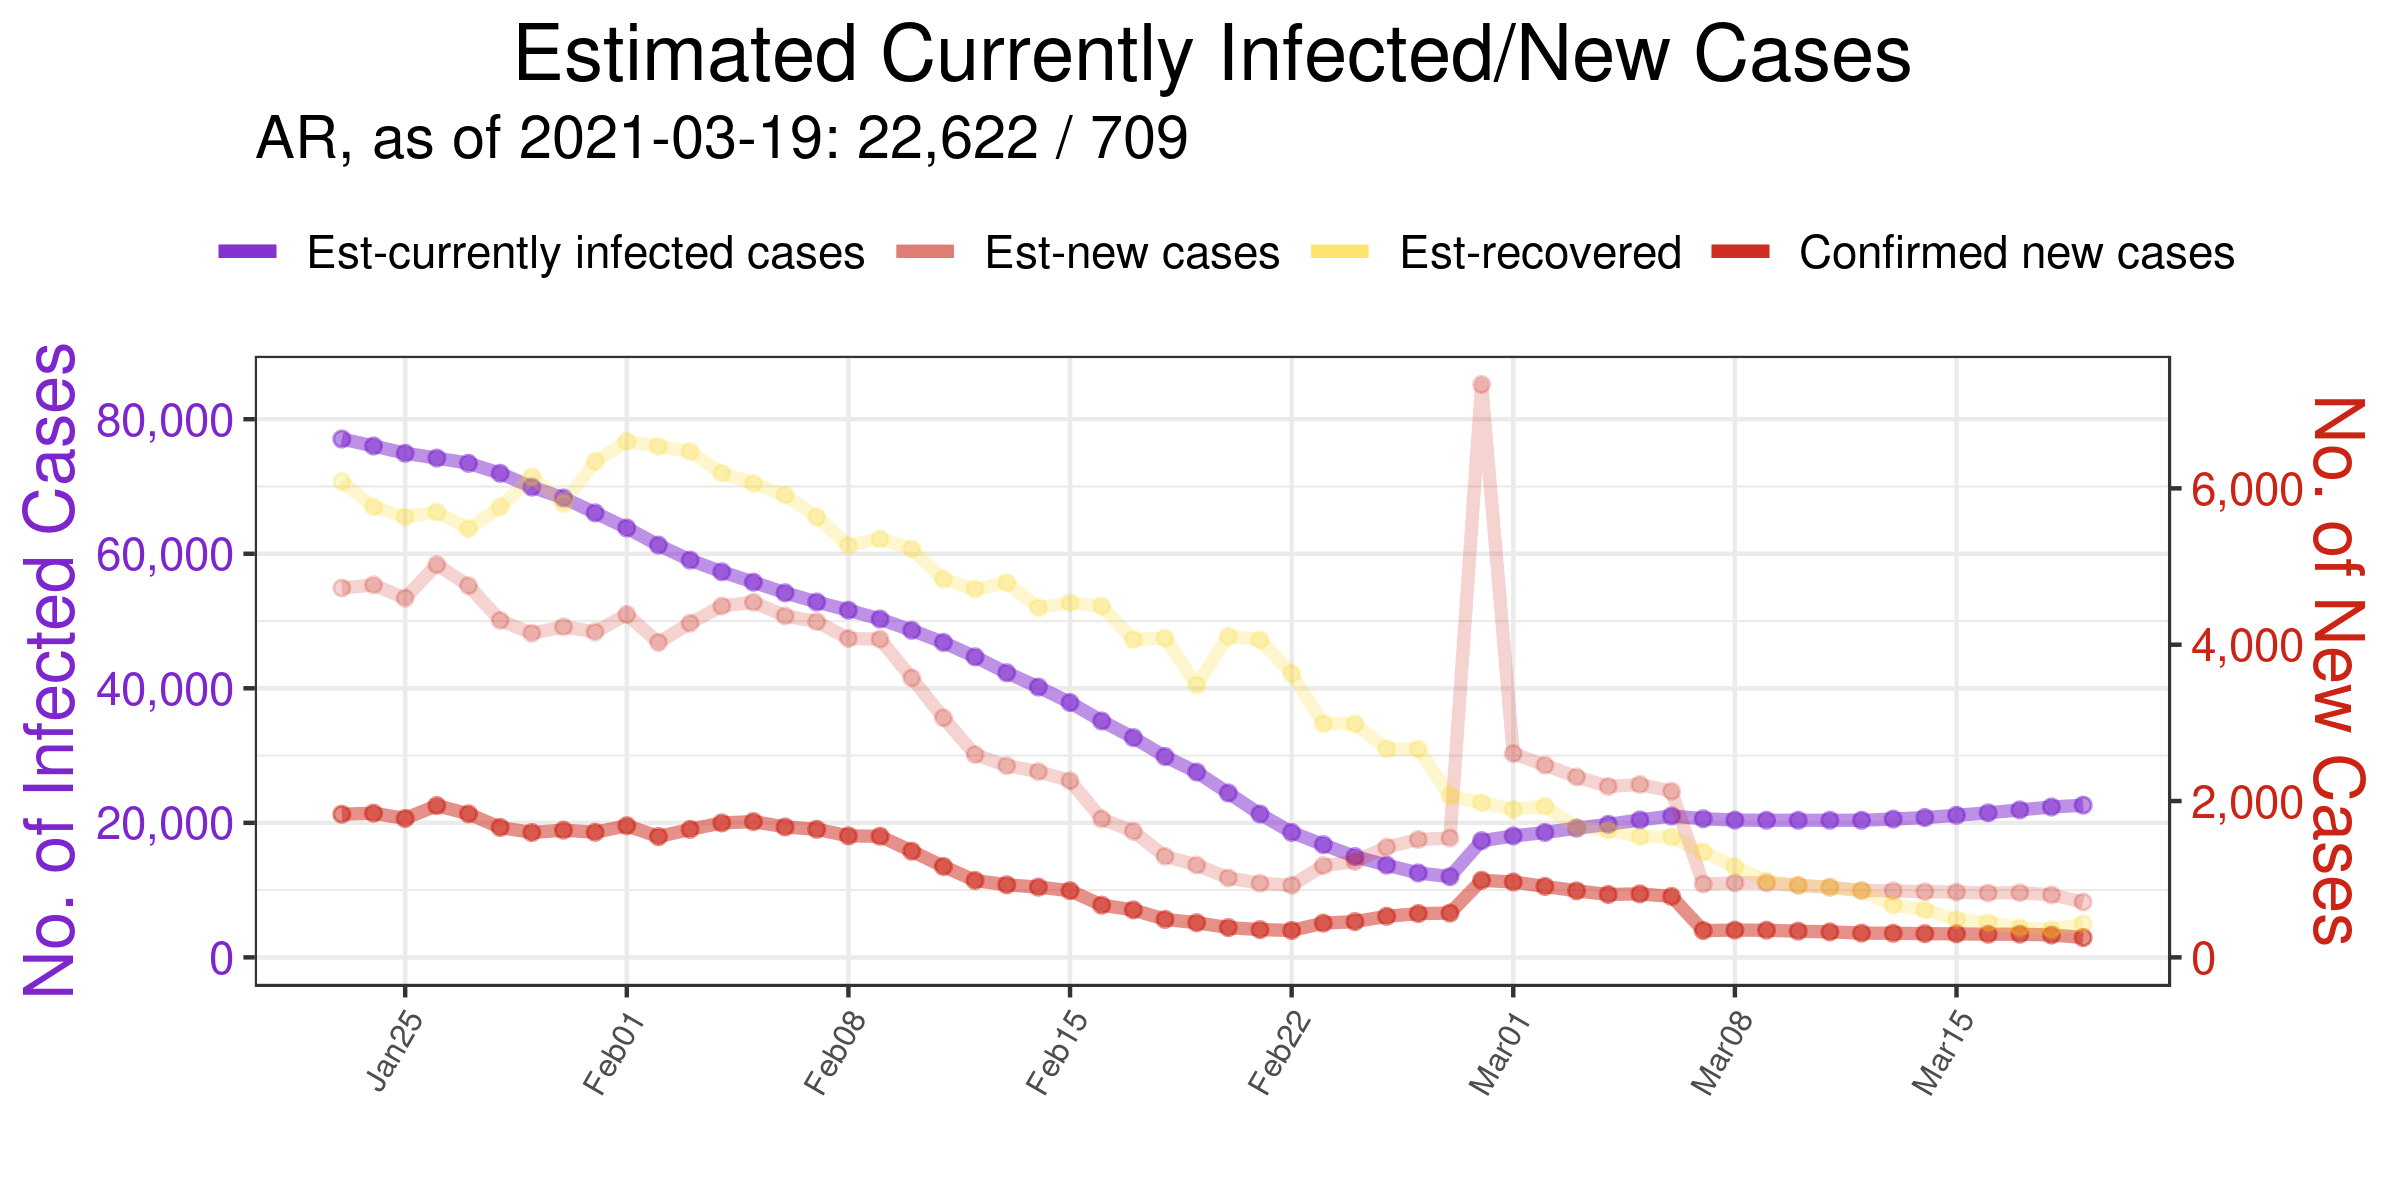 Estimated Currently Infected/New Cases
AR, as of 2021-03-19: 22,622 / 709
Est-currently infected cases
Est-new cases
Est-recovered
Confirmed new cases
No. of Infected Cases
80,000
60,000
40,000
20,000
0
No. of New Cases
6,000
4,000
2,000
0
Jan25
Feb01
Feb08
Feb15
Feb22
Mar01
Mar08
Mar15